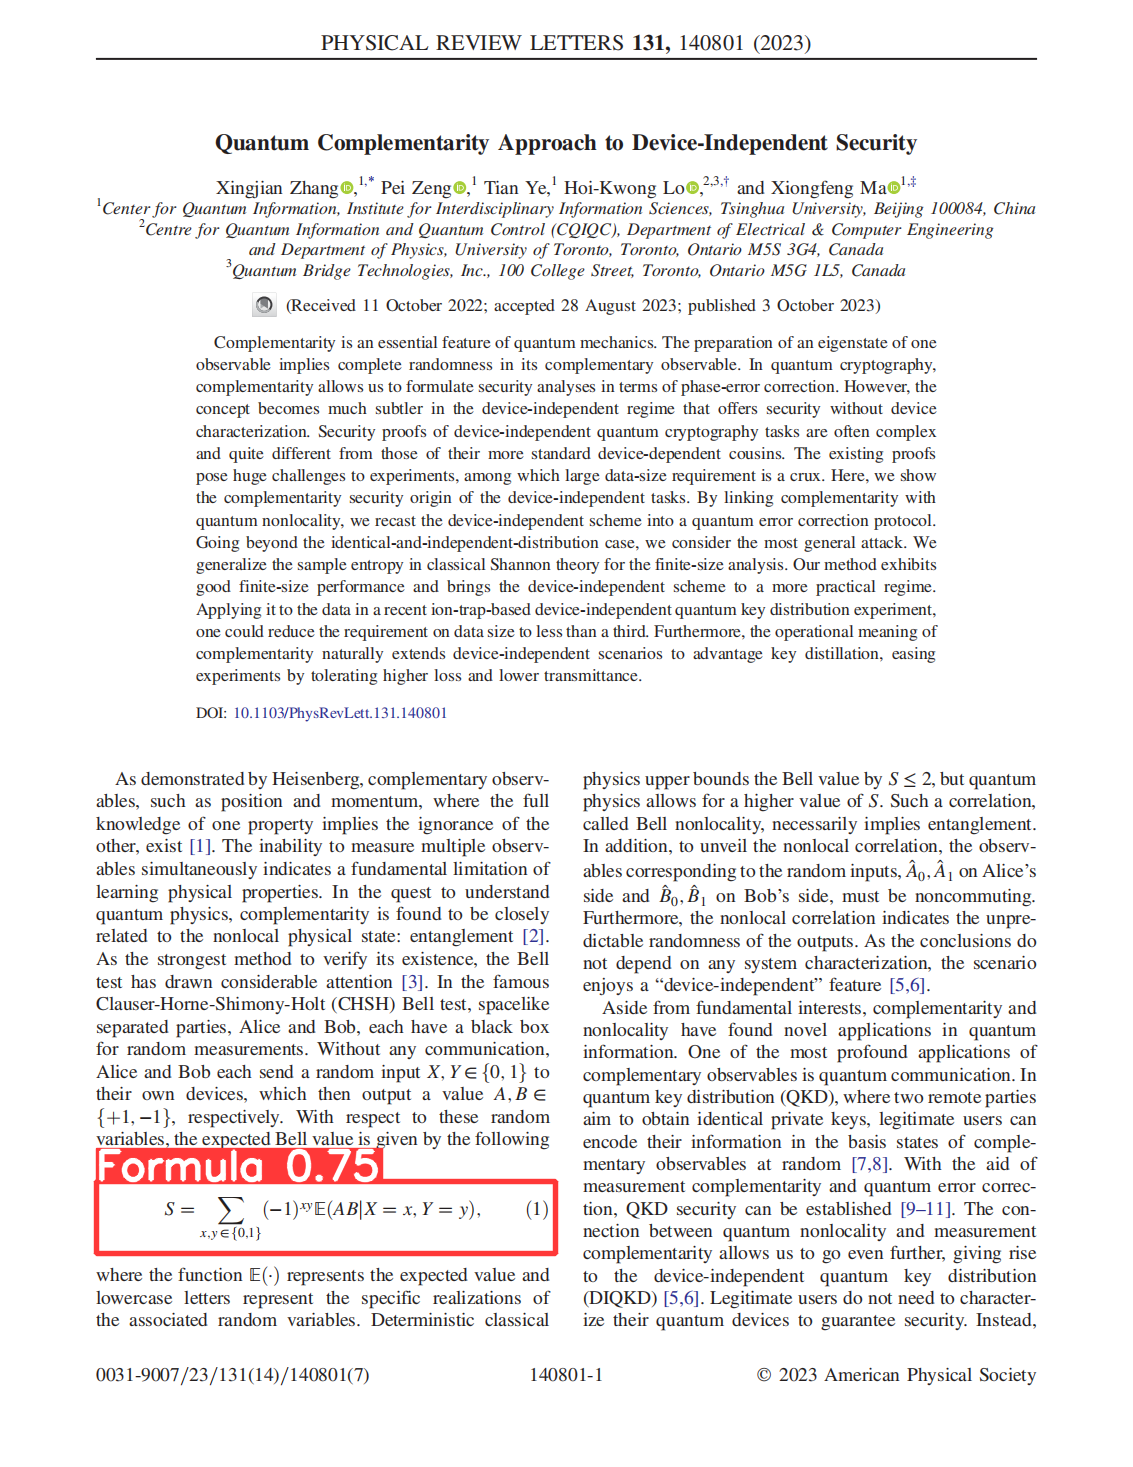 PHYSICAL REVIEW LETTERS 131, 140801 (2023)
Quantum Complementarity Approach to Device-Independent Security
Xingjian Zhang,1,* Pei Zeng,1 Tian Ye,1 Hoi-Kwong Lo,2,3,† and Xiongfeng Ma1,‡
1Center for Quantum Information, Institute for Interdisciplinary Information Sciences, Tsinghua University, Beijing 100084, China
2Centre for Quantum Information and Quantum Control (CQIQC), Department of Electrical & Computer Engineering
and Department of Physics, University of Toronto, Toronto, Ontario M5S 3G4, Canada
3Quantum Bridge Technologies, Inc., 100 College Street, Toronto, Ontario M5G 1L5, Canada
(Received 11 October 2022; accepted 28 August 2023; published 3 October 2023)
Complementarity is an essential feature of quantum mechanics. The preparation of an eigenstate of one
observable implies complete randomness in its complementary observable. In quantum cryptography,
complementarity allows us to formulate security analyses in terms of phase-error correction. However, the
concept becomes much subtler in the device-independent regime that offers security without device
characterization. Security proofs of device-independent quantum cryptography tasks are often complex
and quite different from those of their more standard device-dependent cousins. The existing proofs
pose huge challenges to experiments, among which large data-size requirement is a crux. Here, we show
the complementarity security origin of the device-independent tasks. By linking complementarity with
quantum nonlocality, we recast the device-independent scheme into a quantum error correction protocol.
Going beyond the identical-and-independent-distribution case, we consider the most general attack. We
generalize the sample entropy in classical Shannon theory for the finite-size analysis. Our method exhibits
good finite-size performance and brings the device-independent scheme to a more practical regime.
Applying it to the data in a recent ion-trap-based device-independent quantum key distribution experiment,
one could reduce the requirement on data size to less than a third. Furthermore, the operational meaning of
complementarity naturally extends device-independent scenarios to advantage key distillation, easing
experiments by tolerating higher loss and lower transmittance.
DOI: 10.1103/PhysRevLett.131.140801
As demonstrated by Heisenberg, complementary observ-
ables, such as position and momentum, where the full
knowledge of one property implies the ignorance of the
other, exist [1]. The inability to measure multiple observ-
ables simultaneously indicates a fundamental limitation of
learning physical properties. In the quest to understand
quantum physics, complementarity is found to be closely
related to the nonlocal physical state: entanglement [2].
As the strongest method to verify its existence, the Bell
test has drawn considerable attention [3]. In the famous
Clauser-Horne-Shimony-Holt (CHSH) Bell test, spacelike
separated parties, Alice and Bob, each have a black box
for random measurements. Without any communication,
Alice and Bob each send a random input X, Y ∈ {0, 1} to
their own devices, which then output a value A, B ∈
{+1, −1}, respectively. With respect to these random
variables, the expected Bell value is given by the following
Formula 0.75
S = ∑x,y∈{0,1} (−1)^xy 𝔼(AB|X = x, Y = y), (1)
where the function 𝔼(·) represents the expected value and
lowercase letters represent the specific realizations of
the associated random variables. Deterministic classical
physics upper bounds the Bell value by S ≤ 2, but quantum
physics allows for a higher value of S. Such a correlation,
called Bell nonlocality, necessarily implies entanglement.
In addition, to unveil the nonlocal correlation, the observ-
ables corresponding to the random inputs, Â0, Â1 on Alice’s
side and B̂0, B̂1 on Bob’s side, must be noncommuting.
Furthermore, the nonlocal correlation indicates the unpre-
dictable randomness of the outputs. As the conclusions do
not depend on any system characterization, the scenario
enjoys a “device-independent” feature [5,6].
Aside from fundamental interests, complementarity and
nonlocality have found novel applications in quantum
information. One of the most profound applications of
complementary observables is quantum communication. In
quantum key distribution (QKD), where two remote parties
aim to obtain identical private keys, legitimate users can
encode their information in the basis states of comple-
mentary observables at random [7,8]. With the aid of
measurement complementarity and quantum error correc-
tion, QKD security can be established [9–11]. The con-
nection between quantum nonlocality and measurement
complementarity allows us to go even further, giving rise
to the device-independent quantum key distribution
(DIQKD) [5,6]. Legitimate users do not need to character-
ize their quantum devices to guarantee security. Instead,
0031-9007/23/131(14)/140801(7)
140801-1
© 2023 American Physical Society